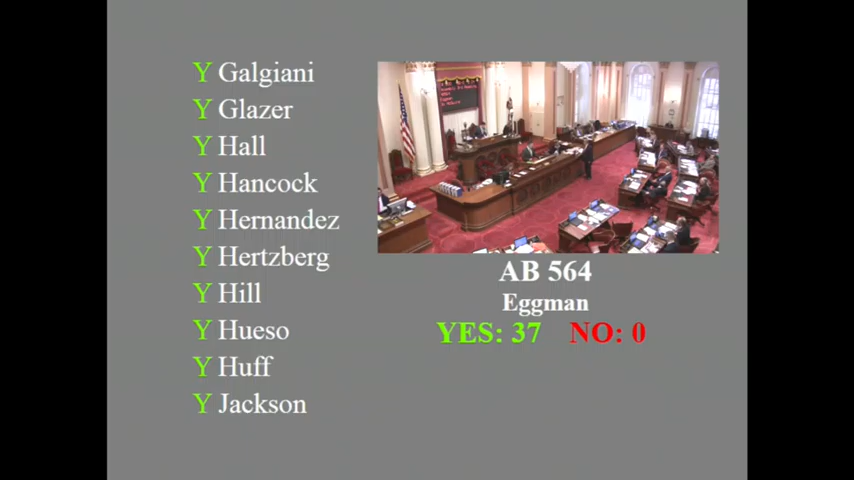 Y Galgiani
Y Glazer
Y Hall
Y Hancock
Y Hernandez
Y Hertzberg
Y Hill
Y Hueso
Y Huff
Y Jackson
AB 564
Eggman
YES: 37 NO: 0